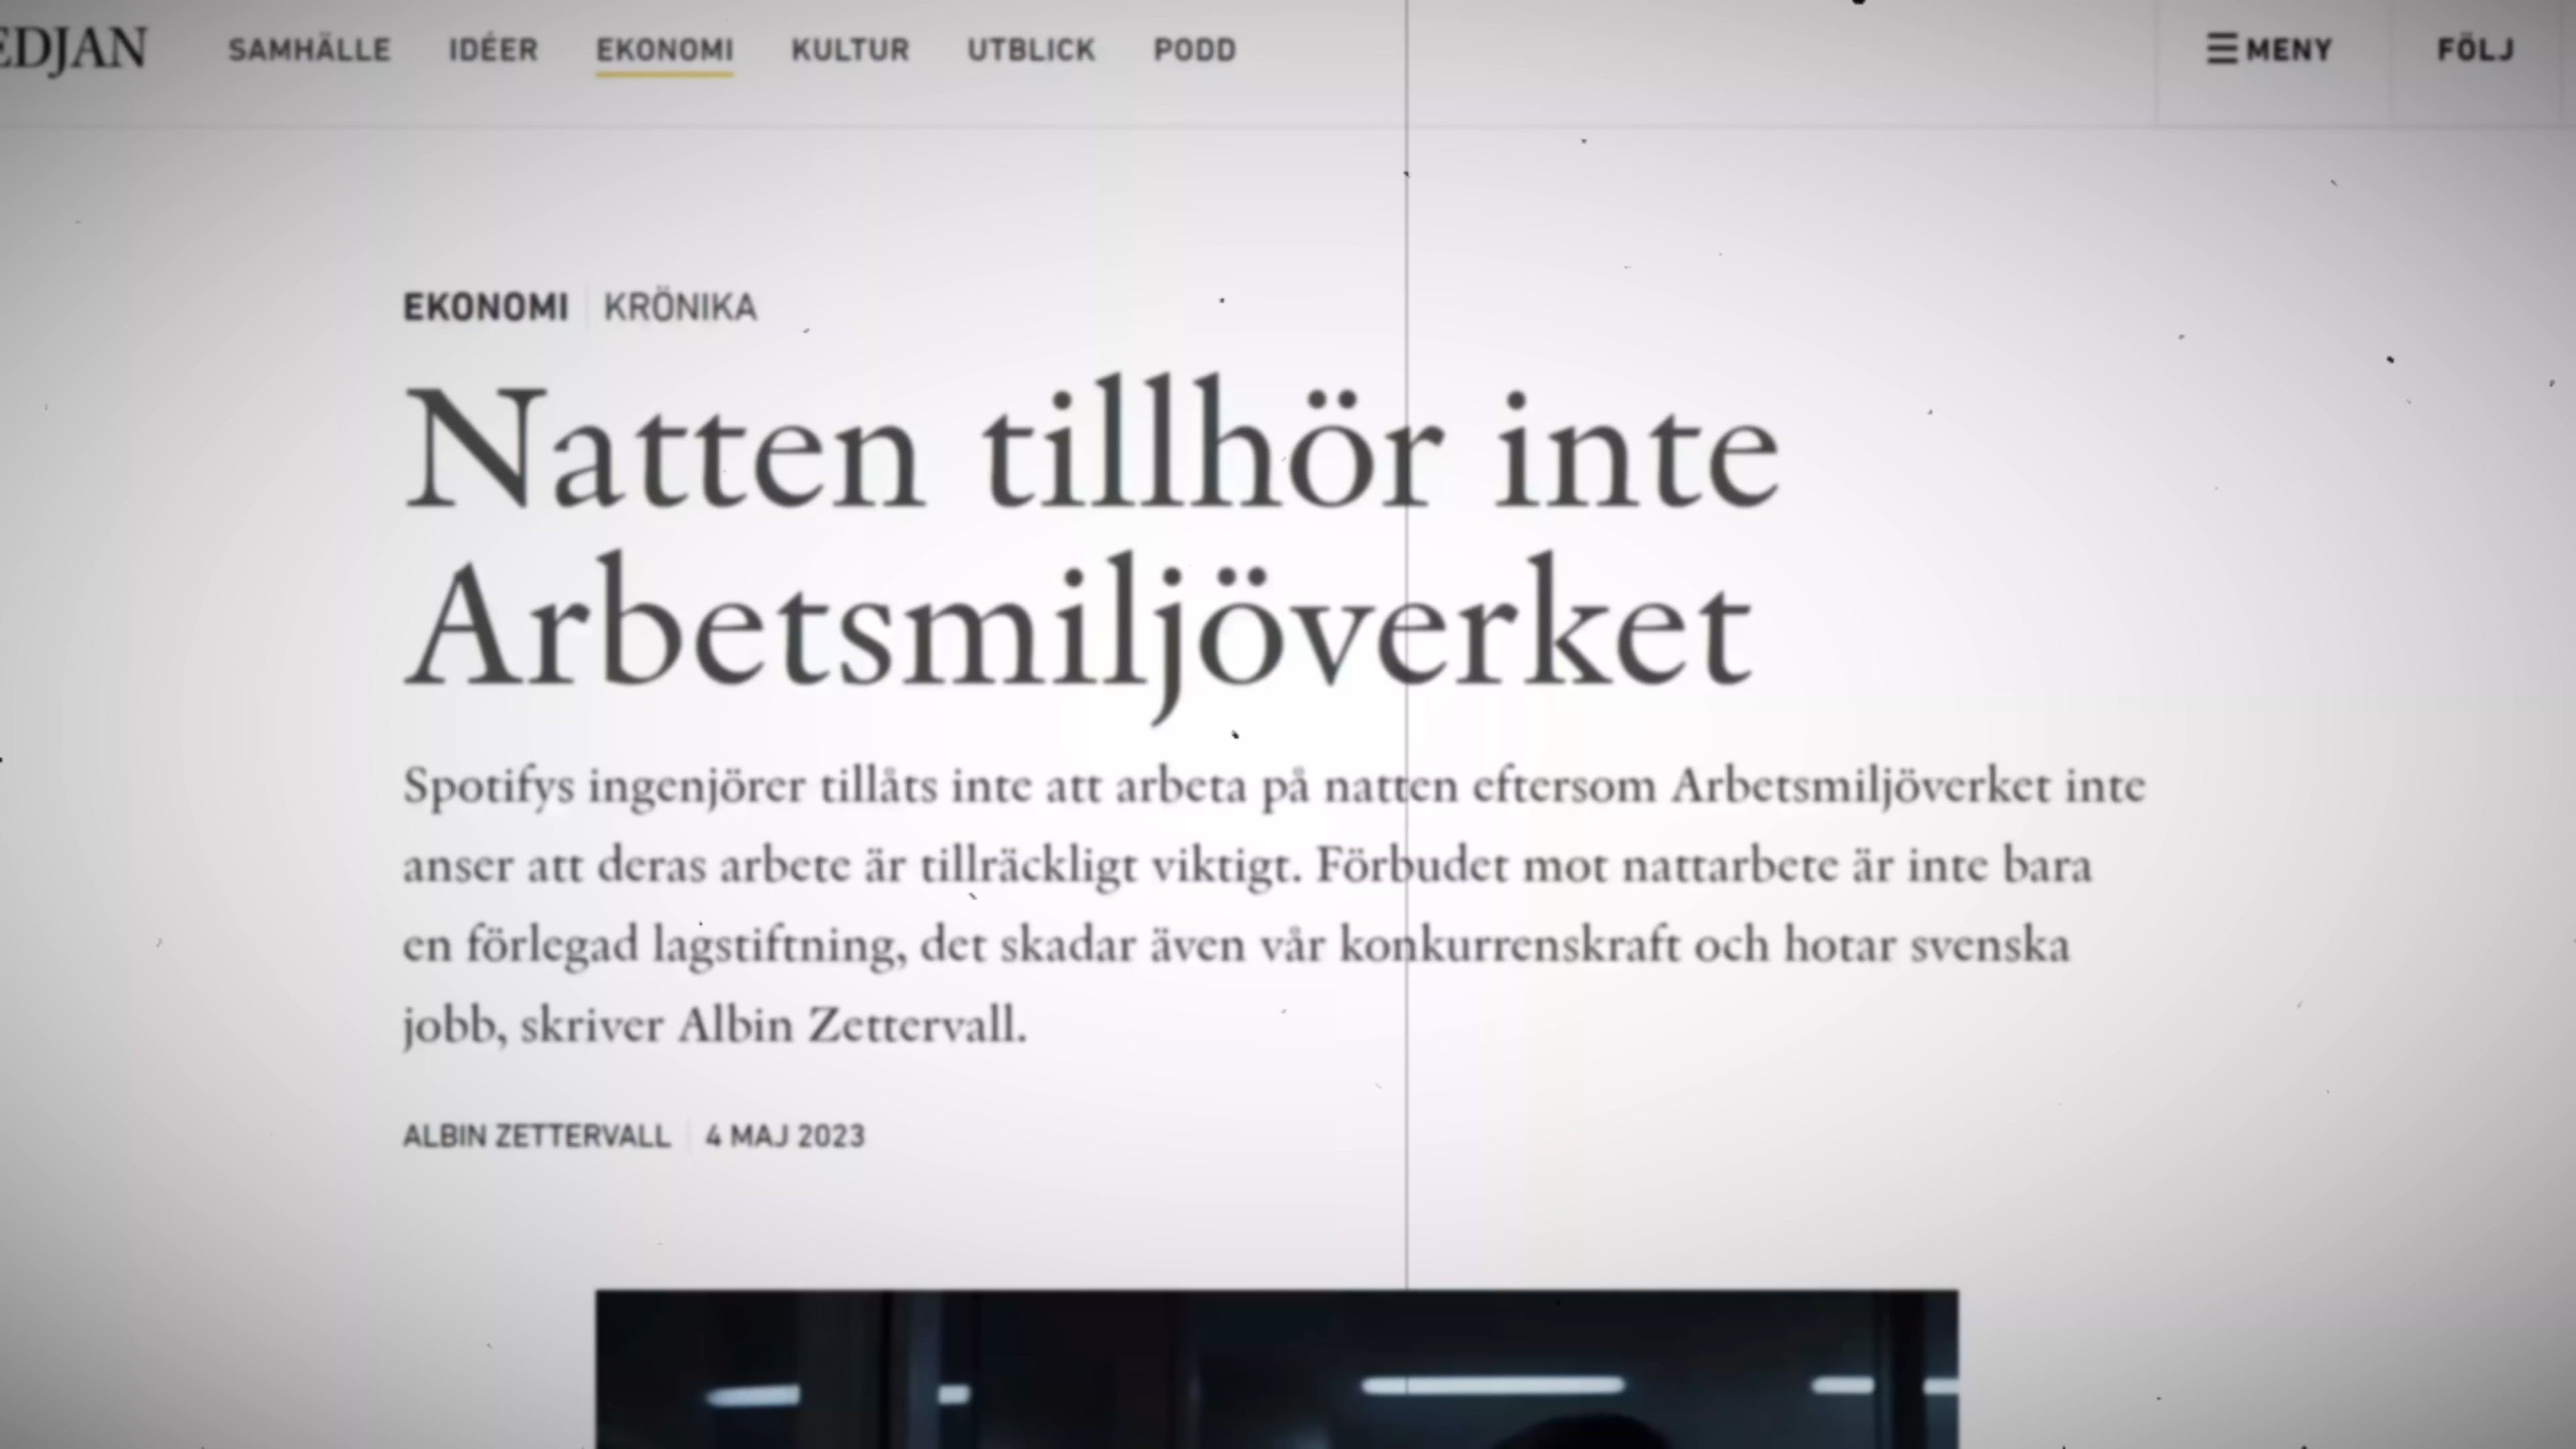 EDJAN SAMHÄLLE IDÉER EKONOMI KULTUR UTBLICK PODD MENY FÖLJ
EKONOMI KRÖNIKA
Natten tillhör inte
Arbetsmiljöverket
Spotifys ingenjörer tillåts inte att arbeta på natten eftersom Arbetsmiljöverket inte
anser att deras arbete är tillräckligt viktigt. Förbudet mot nattarbete är inte bara
en förlegad lagstiftning, det skadar även vår konkurrenskraft och hotar svenska
jobb, skriver Albin Zettervall.
ALBIN ZETTERVALL 4 MAJ 2023